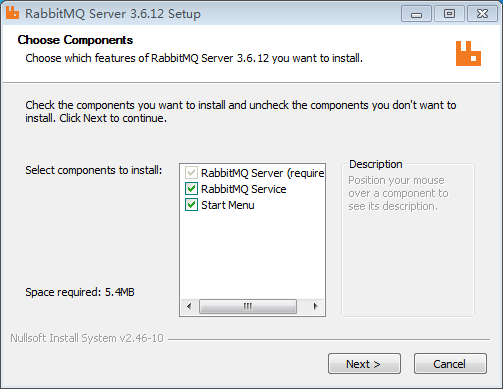 RabbitMQ Server 3.6.12 Setup
Choose Components
Choose which features of RabbitMQ Server 3.6.12 you want to install.
Check the components you want to install and uncheck the components you don't want to
install. Click Next to continue.
Select components to install:
RabbitMQ Server (require
RabbitMQ Service
Start Menu
Description
Position your mouse
over a component to
see its description.
Space required: 5.4MB
Nullsoft Install System v2.46-10
Next >
Cancel